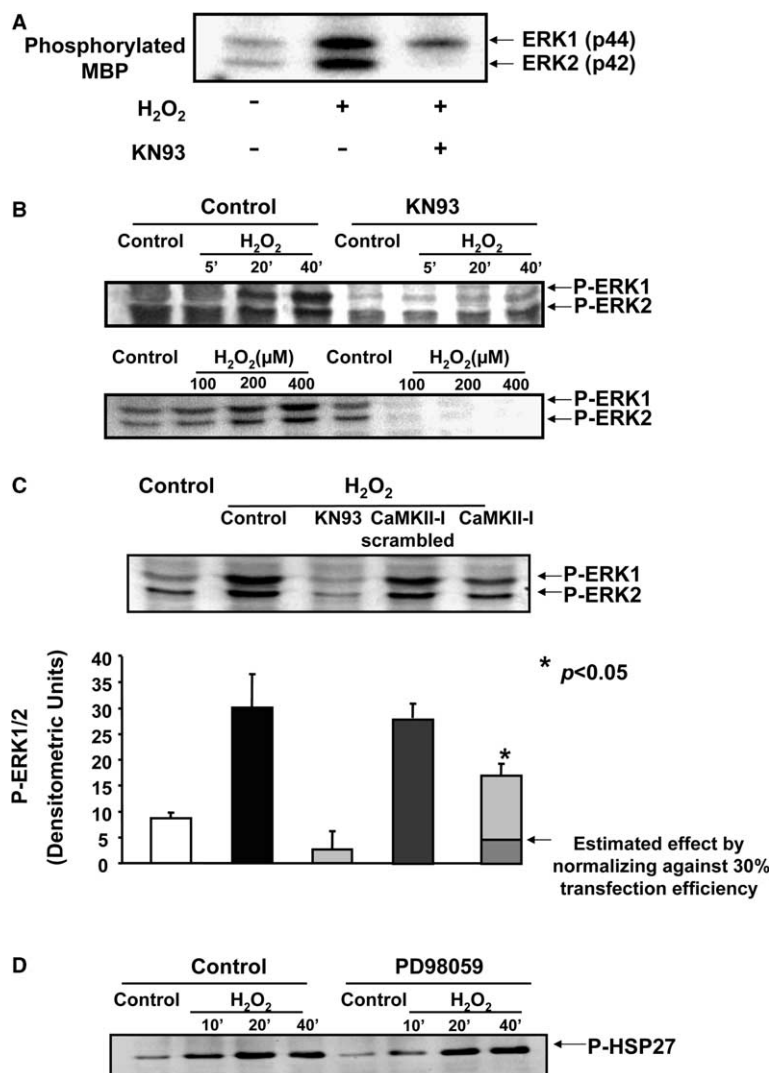 A
Phosphorylated MBP
ERK1 (p44)
ERK2 (p42)
H₂O₂ - + +
KN93 - - +
B
Control KN93
Control H₂O₂ Control H₂O₂
5' 20' 40' 5' 20' 40'
P-ERK1
P-ERK2
Control H₂O₂(µM) Control H₂O₂(µM)
100 200 400 100 200 400
P-ERK1
P-ERK2
C
Control H₂O₂
Control KN93 CaMKII-I scrambled CaMKII-I
P-ERK1
P-ERK2
P-ERK1/2
(Densitometric Units)
40
35
30
25
20
15
10
5
0
* p<0.05
*
Estimated effect by
normalizing against 30%
transfection efficiency
D
Control PD98059
Control H₂O₂ Control H₂O₂
10' 20' 40' 10' 20' 40'
P-HSP27